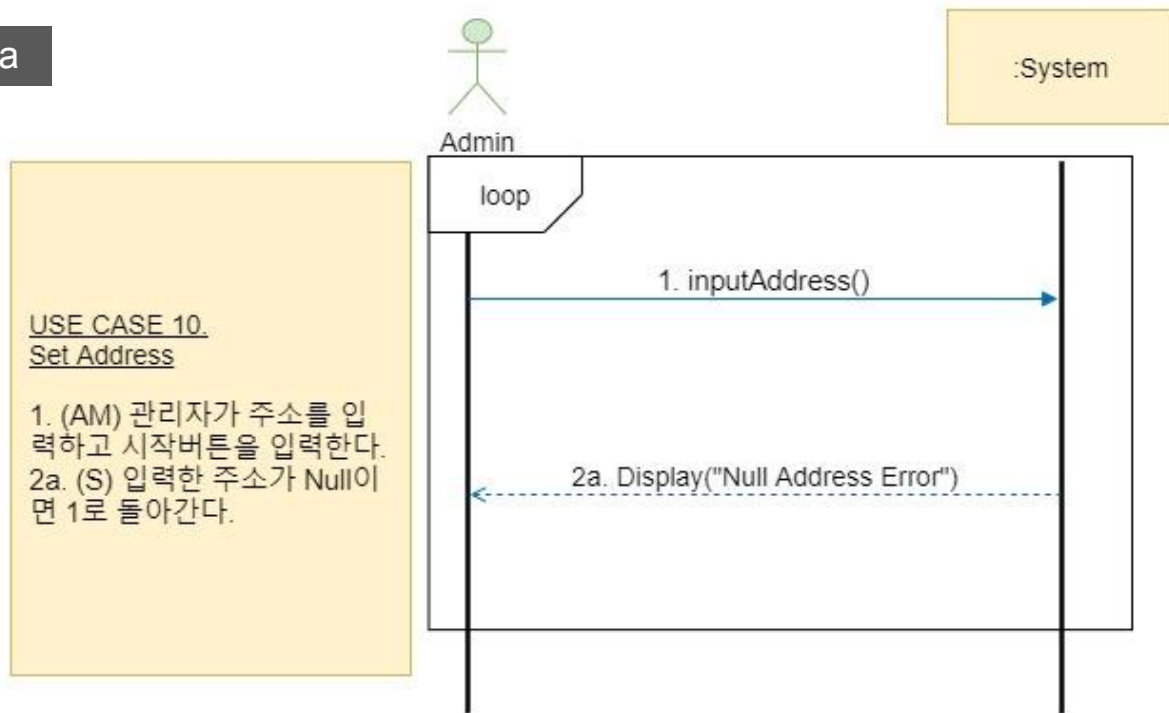 a
:System
Admin
loop
1. inputAddress()
USE CASE 10.
Set Address
1. (AM) 관리자가 주소를 입
력하고 시작버튼을 입력한다.
2a. (S) 입력한 주소가 Null이
면 1로 돌아간다.
2a. Display("Null Address Error")